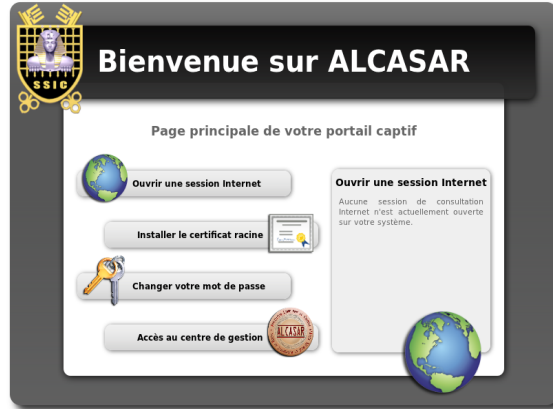 SSIC
Bienvenue sur ALCASAR
Page principale de votre portail captif
Ouvrir une session Internet
Installer le certificat racine
Changer votre mot de passe
Accès au centre de gestion
ALCASAR
Ouvrir une session Internet
Aucune session de consultation
Internet n'est actuellement ouverte
sur votre système.